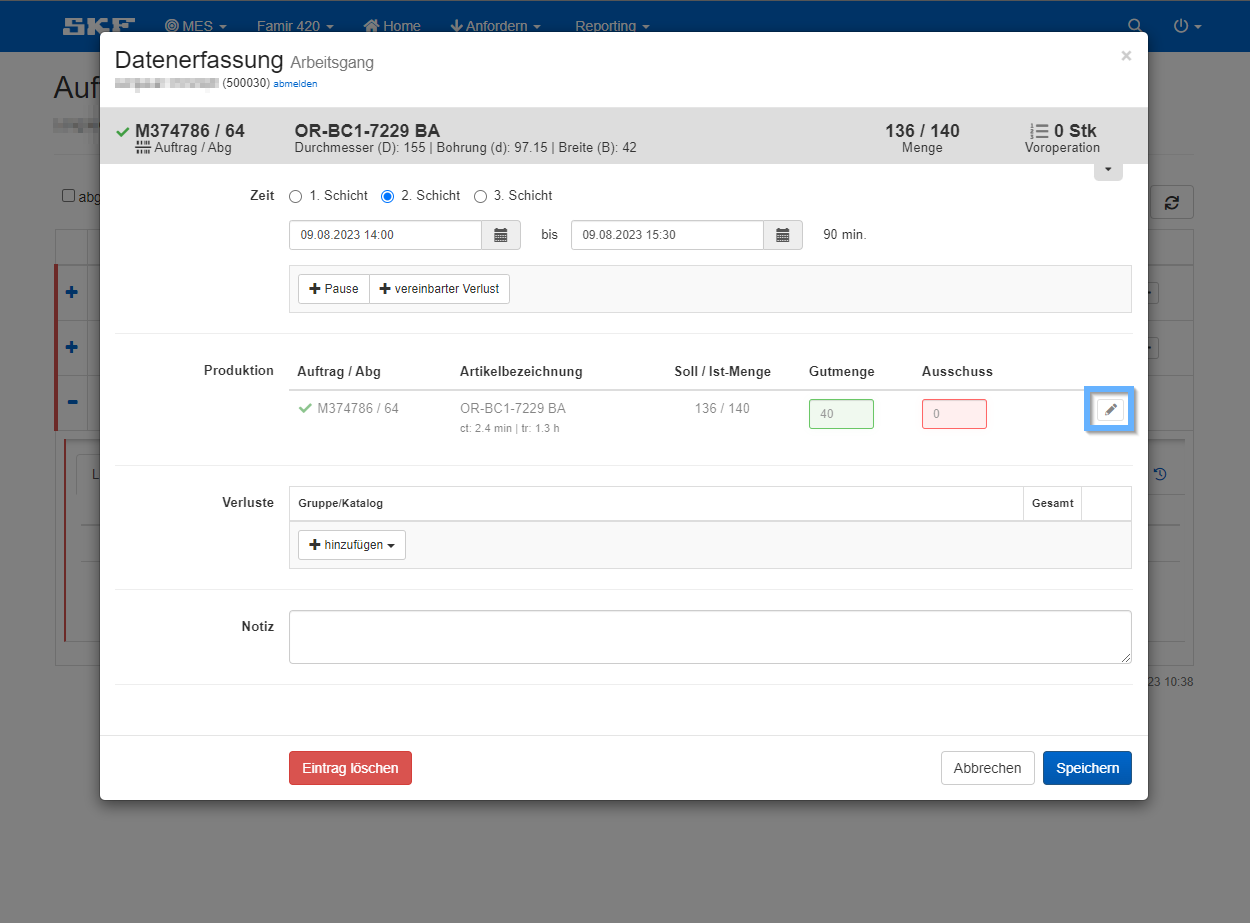 SKF MES Famir 420 Home Anfordern Reporting
Auf
Datenerfassung Arbeitsgang ×
(500030) abmelden
M374786 / 64 OR-BC1-7229 BA 136 / 140 0 Stk
Auftrag / Abg Durchmesser (D): 155 | Bohrung (d): 97.15 | Breite (B): 42 Menge Voroperation
abg
Zeit 1. Schicht 2. Schicht 3. Schicht
09.08.2023 14:00 bis 09.08.2023 15:30 90 min.
Pause vereinbarter Verlust
Produktion Auftrag / Abg Artikelbezeichnung Soll / Ist-Menge Gutmenge Ausschuss
M374786 / 64 OR-BC1-7229 BA 136 / 140 40 0
ct: 2.4 min | tr: 1.3 h
L
Verluste Gruppe/Katalog Gesamt
hinzufügen
Notiz
23 10:38
Eintrag löschen Abbrechen Speichern